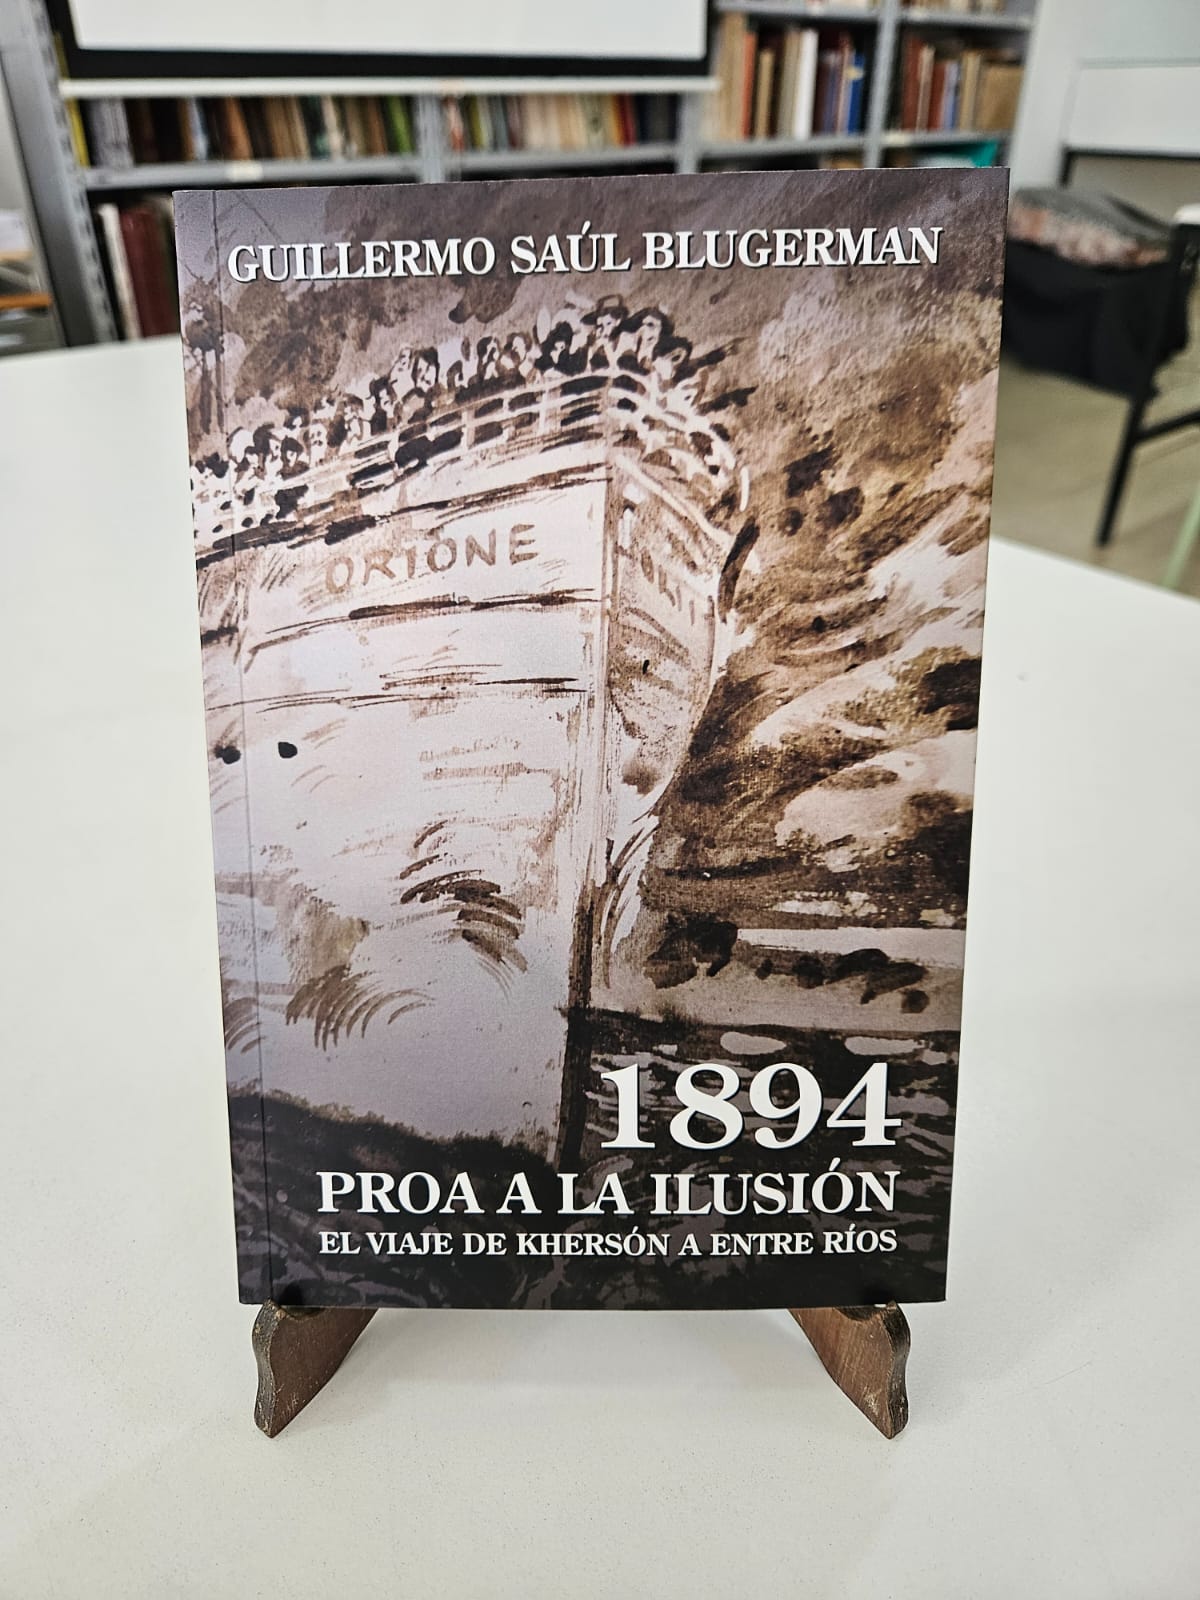 GUILLERMO SAÚL BLUGERMAN
ORIONE
1894
PROA A LA ILUSIÓN
EL VIAJE DE KHERSÓN A ENTRE RÍOS